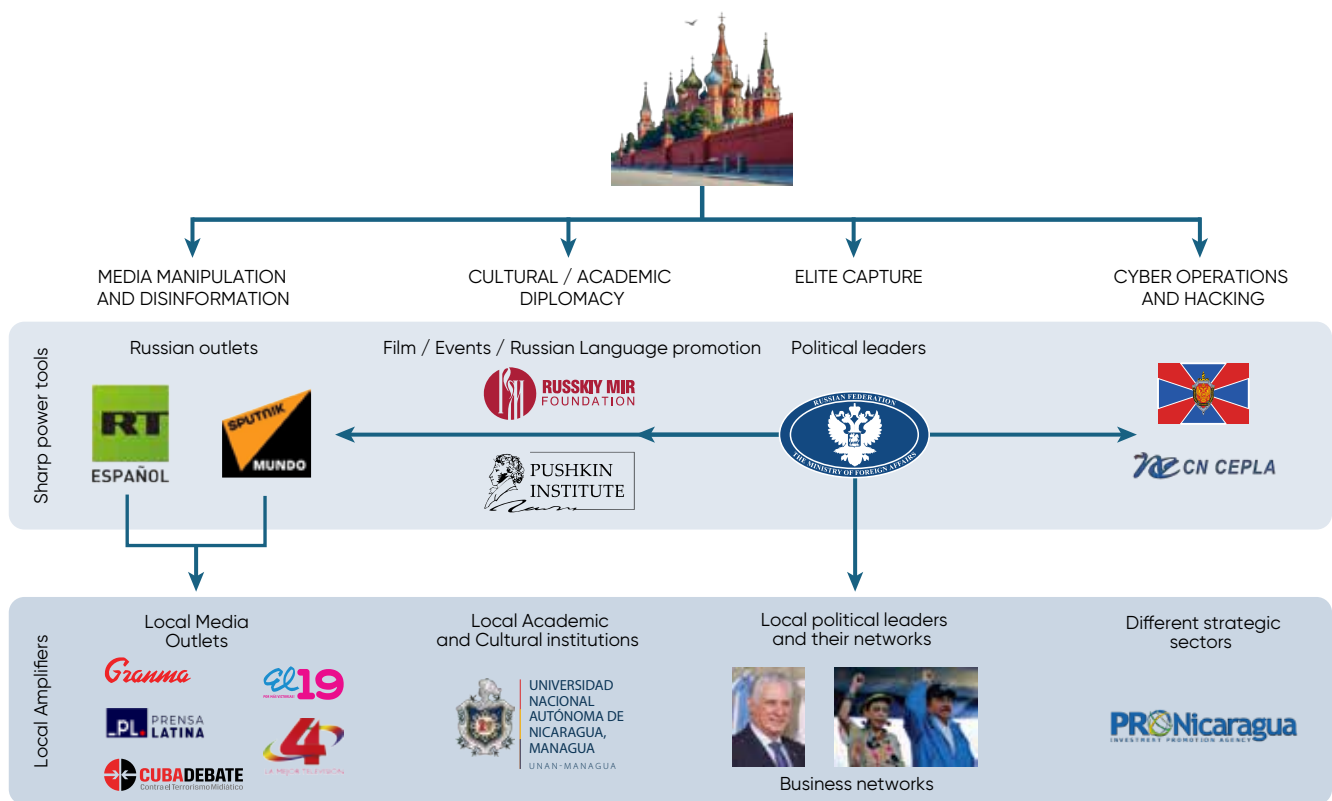 MEDIA MANIPULATION
AND DISINFORMATION
CULTURAL / ACADEMIC
DIPLOMACY
ELITE CAPTURE
CYBER OPERATIONS
AND HACKING
Sharp power tools
Russian outlets
RT
ESPAÑOL
SPUTNIK
MUNDO
Film / Events / Russian Language promotion
RUSSKIY MIR
FOUNDATION
PUSHKIN
INSTITUTE
Political leaders
RUSSIAN FEDERATION
THE MINISTRY OF FOREIGN AFFAIRS
CN CEPLA
Local Amplifiers
Local Media
Outlets
Granma
El 19
PL.
PRENSA
LATINA
4
LA MEJOR TELEVISIÓN
CUBADEBATE
Contra el Terrorismo Mediático
Local Academic
and Cultural institutions
UNIVERSIDAD
NACIONAL
AUTÓNOMA DE
NICARAGUA,
MANAGUA
UNAN-MANAGUA
Local political leaders
and their networks
Business networks
Different strategic
sectors
PRONicaragua
INVESTMENT PROMOTION AGENCY